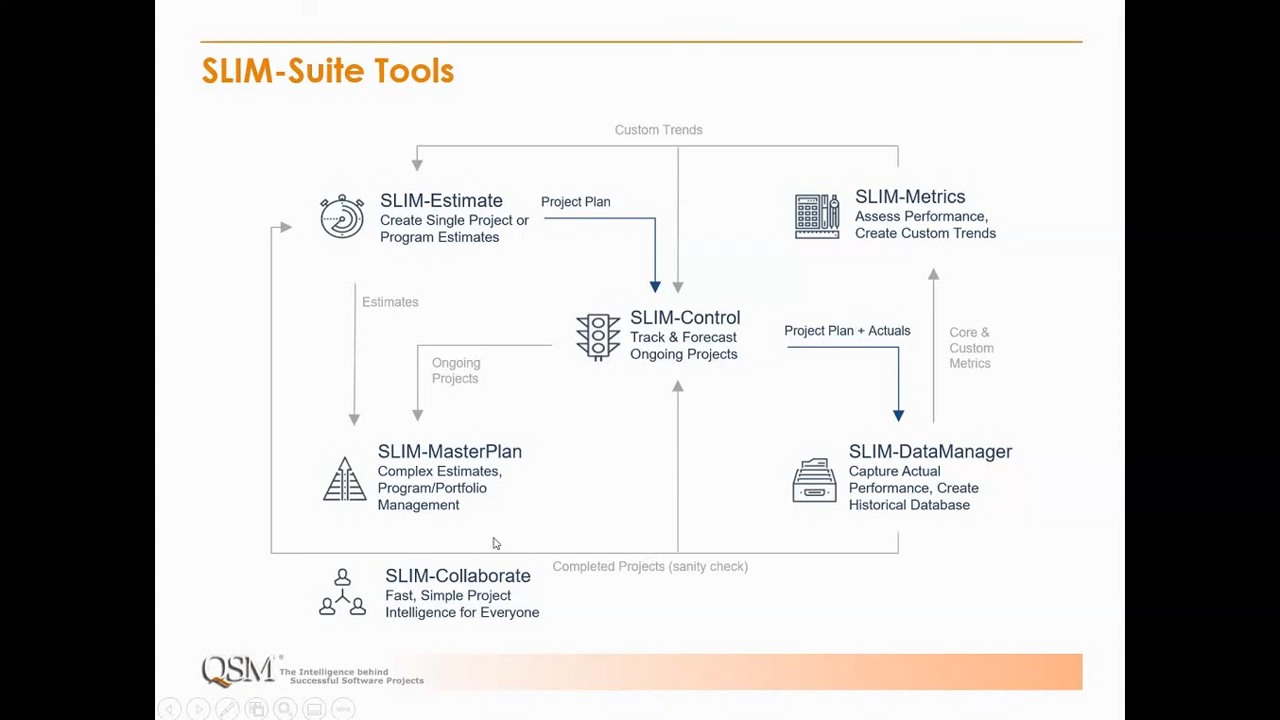 SLIM-Suite Tools
Custom Trends
SLIM-Estimate
Create Single Project or
Program Estimates
Project Plan
SLIM-Metrics
Assess Performance,
Create Custom Trends
Estimates
SLIM-Control
Track & Forecast
Ongoing Projects
Project Plan + Actuals
Core &
Custom
Metrics
Ongoing
Projects
SLIM-MasterPlan
Complex Estimates,
Program/Portfolio
Management
SLIM-DataManager
Capture Actual
Performance, Create
Historical Database
Completed Projects (sanity check)
SLIM-Collaborate
Fast, Simple Project
Intelligence for Everyone
QSM®
The Intelligence behind
Successful Software Projects